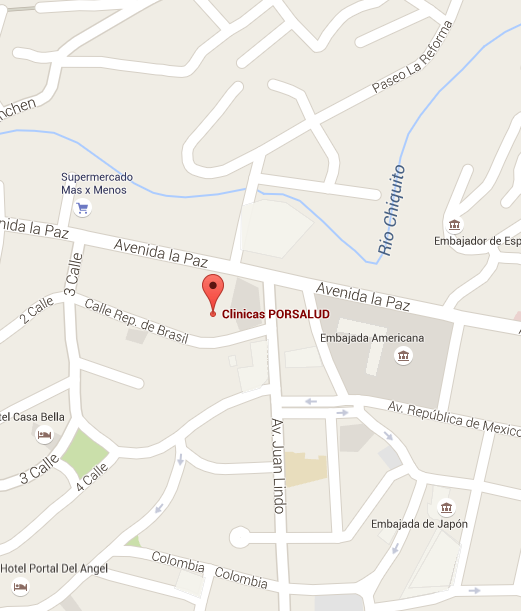 Paseo La Reforma
nchen
Supermercado
Mas x Menos
Rio Chiquito
Embajador de Esp
nida la Paz
Avenida la Paz
3 Calle
2 Calle
Avenida la Paz
Calle Rep. de Brasil
Clinicas PORSALUD
Embajada Americana
Av. República de Mexico
tel Casa Bella
Av. Juan Lindo
3 Calle
4 Calle
Embajada de Japón
Hotel Portal Del Angel
Colombia
Colombia